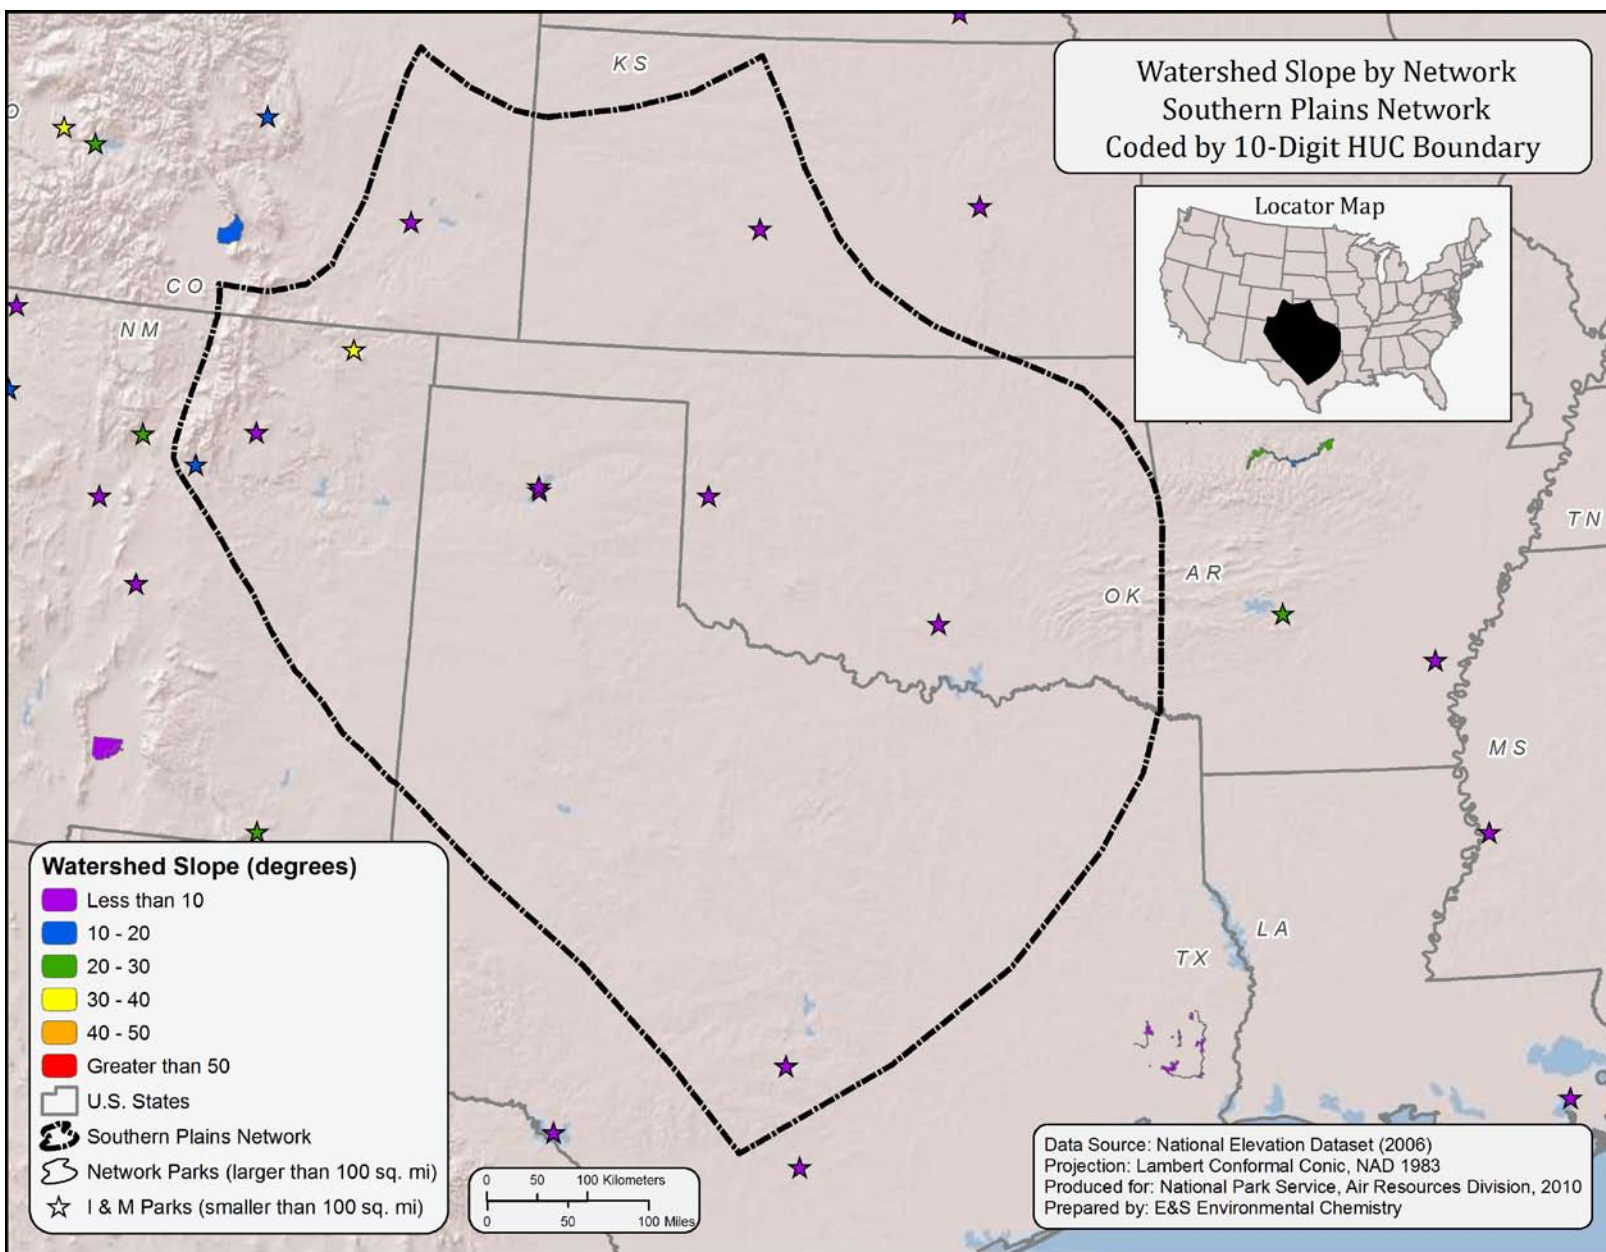 Watershed Slope by Network
Southern Plains Network
Coded by 10-Digit HUC Boundary
Locator Map
KS
CO
NM
OK
AR
TN
MS
LA
TX
Watershed Slope (degrees)
Less than 10
10 - 20
20 - 30
30 - 40
40 - 50
Greater than 50
U.S. States
Southern Plains Network
Network Parks (larger than 100 sq. mi)
I & M Parks (smaller than 100 sq. mi)
0 50 100 Kilometers
0 50 100 Miles
Data Source: National Elevation Dataset (2006)
Projection: Lambert Conformal Conic, NAD 1983
Produced for: National Park Service, Air Resources Division, 2010
Prepared by: E&S Environmental Chemistry